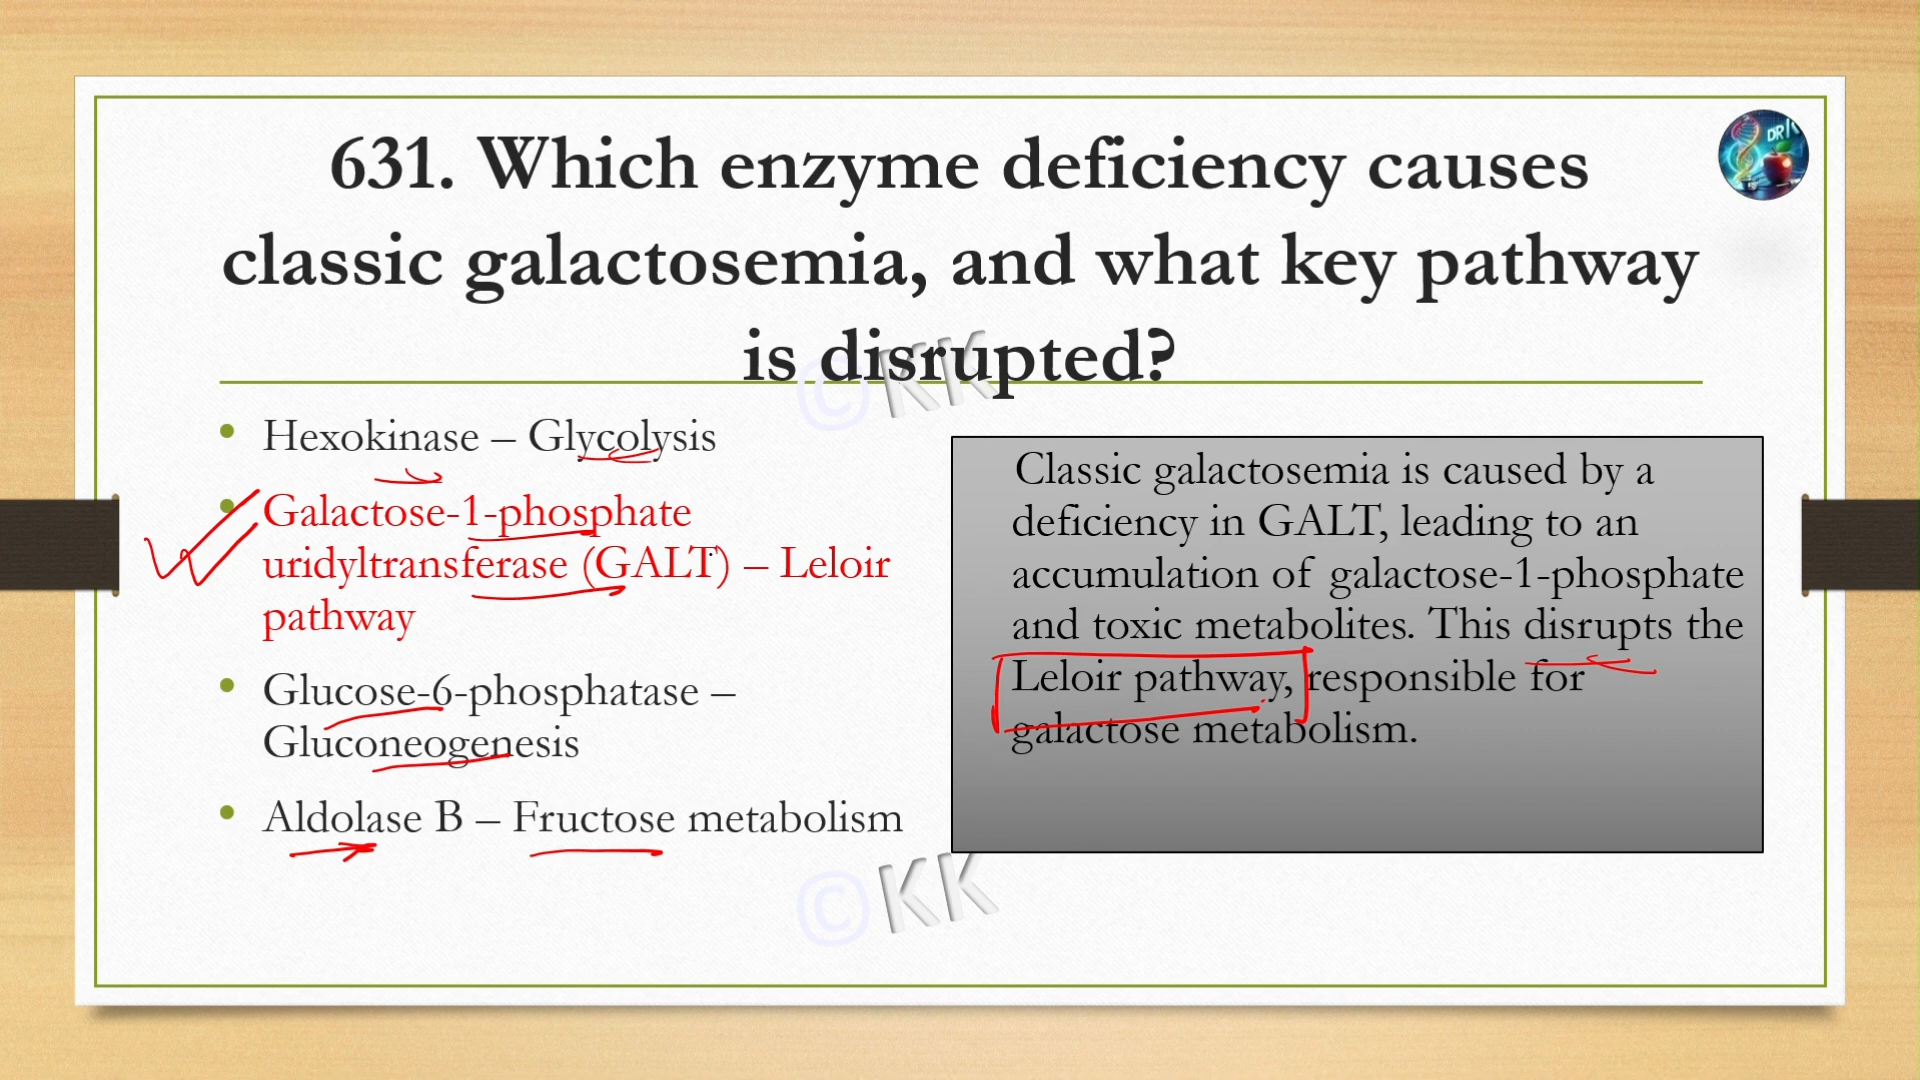 631. Which enzyme deficiency causes
classic galactosemia, and what key pathway
is disrupted?
• Hexokinase – Glycolysis
• Galactose-1-phosphate
uridyltransferase (GALT) – Leloir
pathway
• Glucose-6-phosphatase –
Gluconeogenesis
• Aldolase B – Fructose metabolism
Classic galactosemia is caused by a
deficiency in GALT, leading to an
accumulation of galactose-1-phosphate
and toxic metabolites. This disrupts the
Leloir pathway, responsible for
galactose metabolism.
©KK
©KK
DR